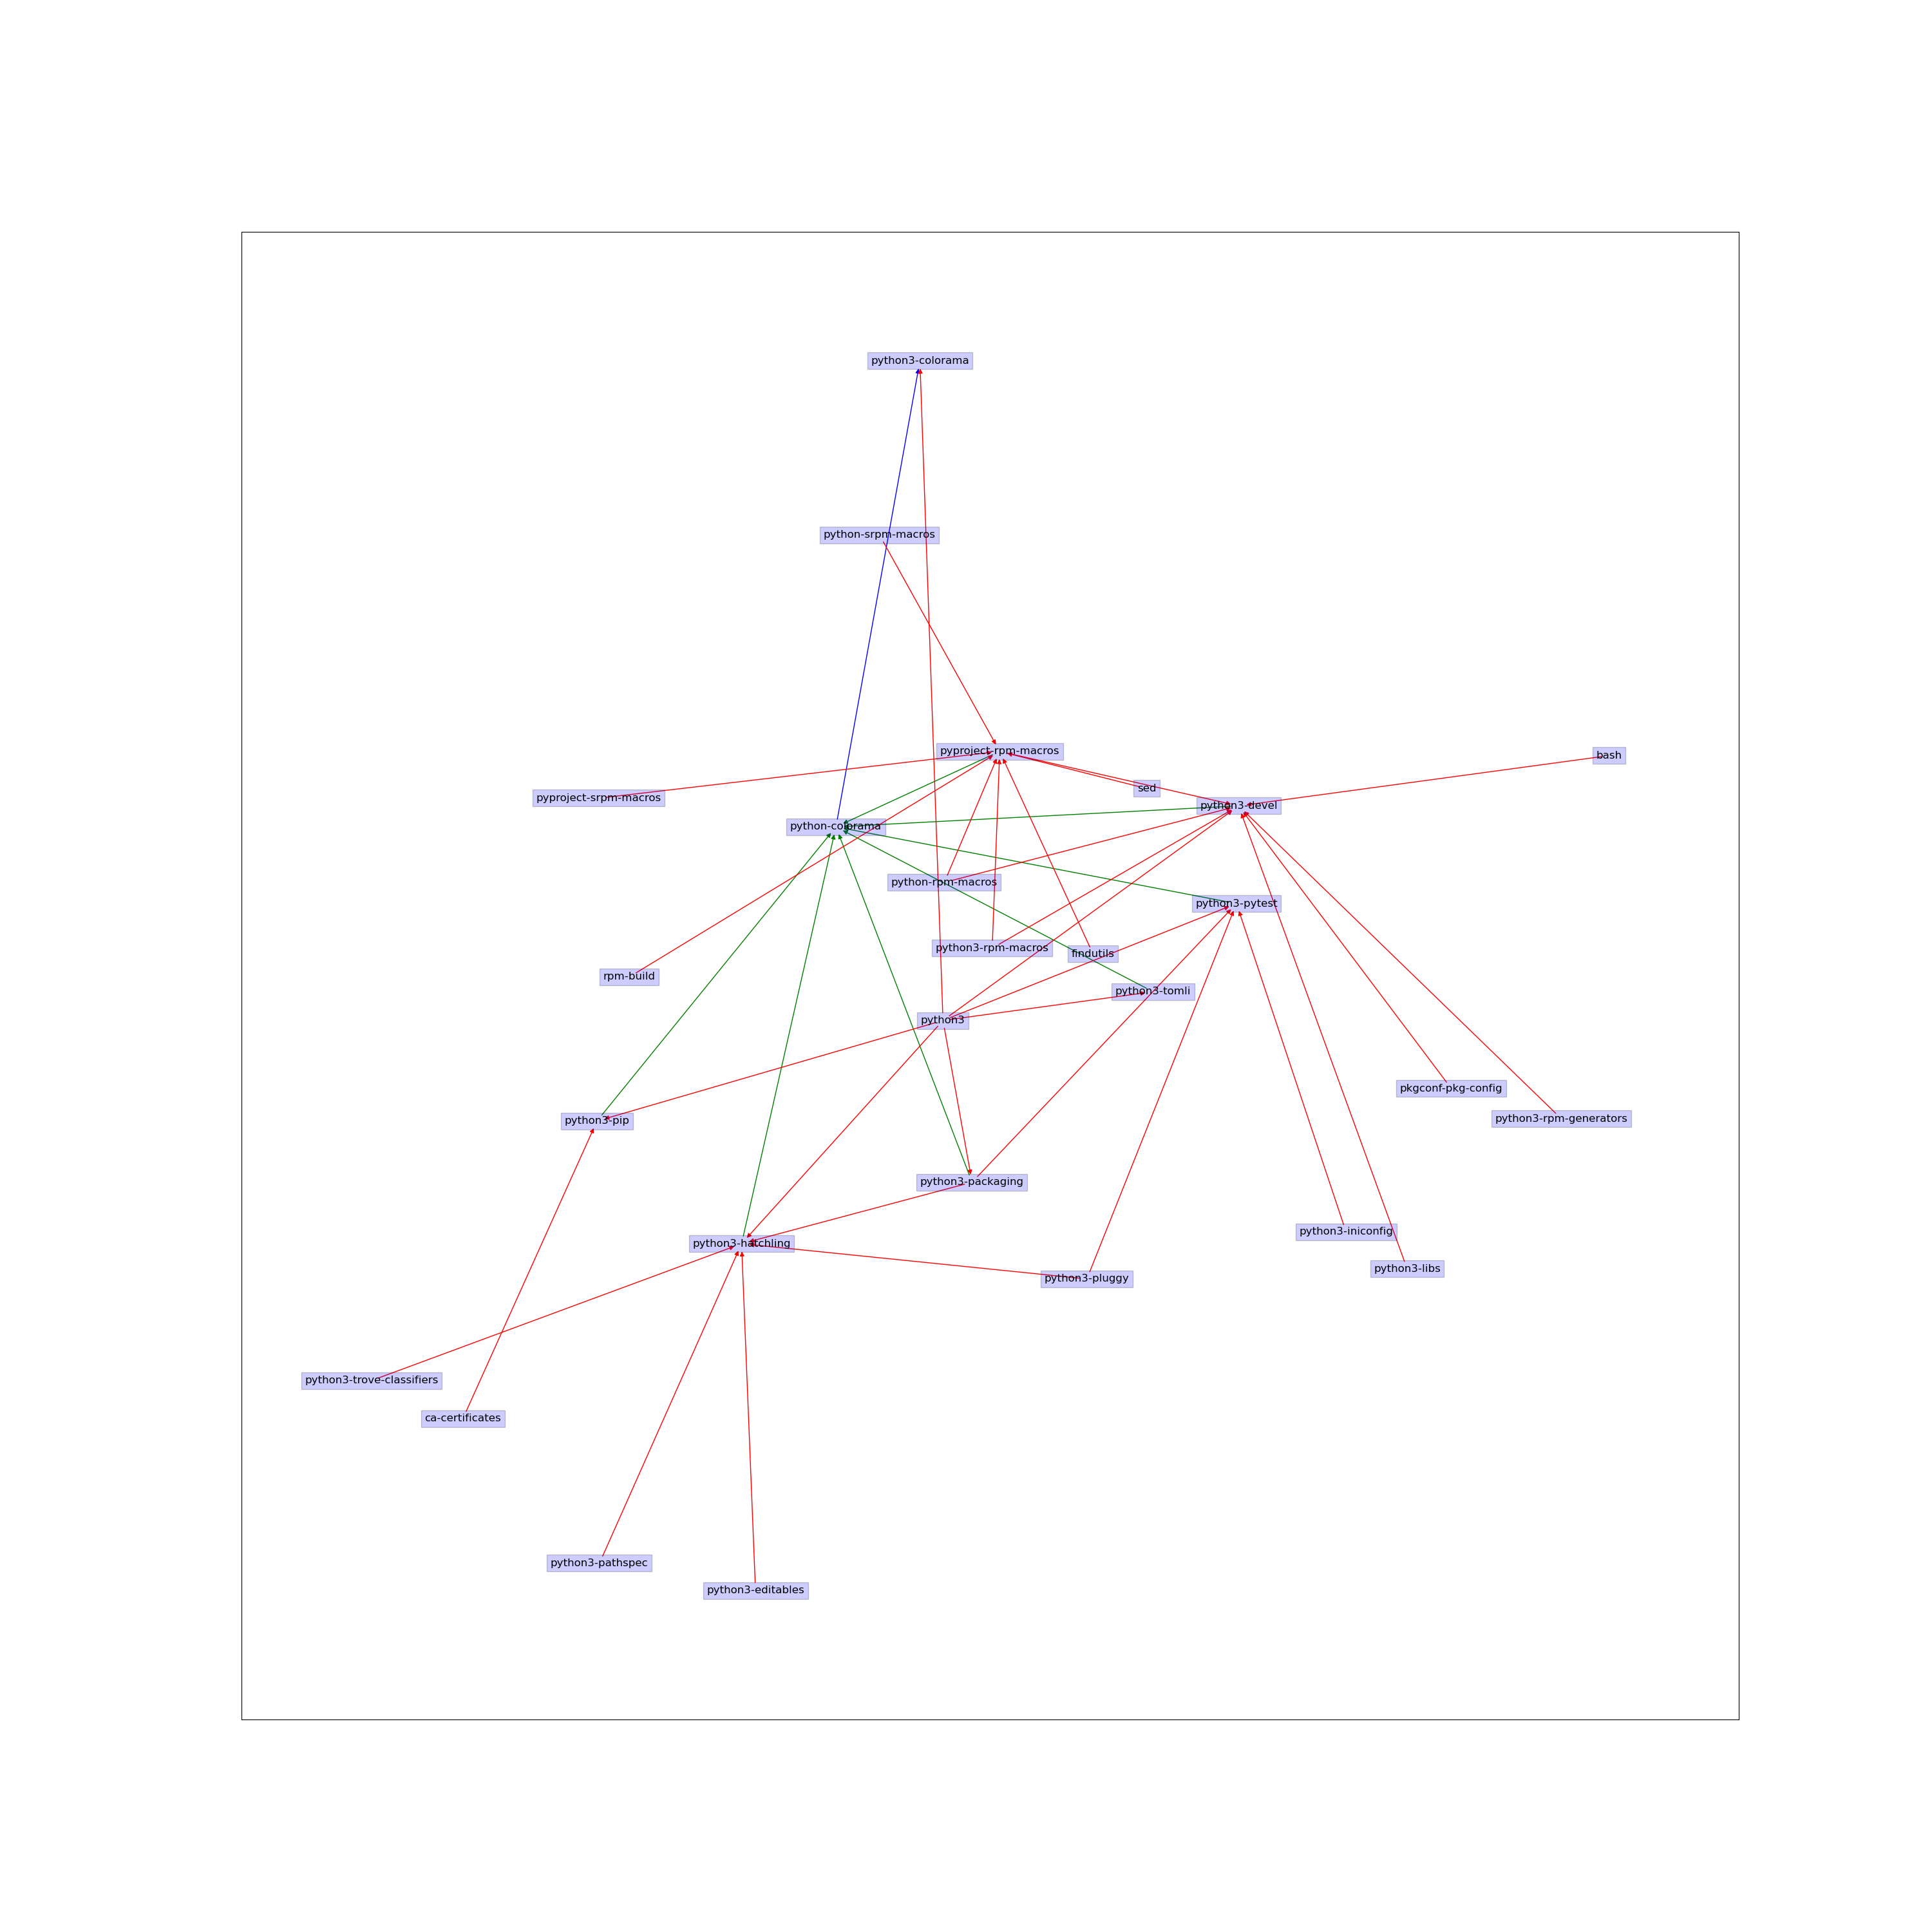 python3-colorama
python-srpm-macros
pyproject-rpm-macros
bash
sed
pyproject-srpm-macros
python3-devel
python-colorama
python-rpm-macros
python3-pytest
python3-rpm-macros
findutils
rpm-build
python3-tomli
python3
pkgconf-pkg-config
python3-rpm-generators
python3-pip
python3-packaging
python3-iniconfig
python3-hatchling
python3-libs
python3-pluggy
python3-trove-classifiers
ca-certificates
python3-pathspec
python3-editables